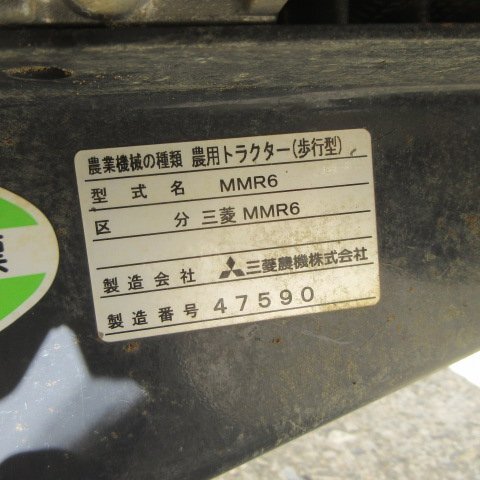 農業機械の種類 農用トラクター(歩行型)
型式名 MMR6
区分 三菱 MMR6
製造会社 三菱農機株式会社
製造番号 47590